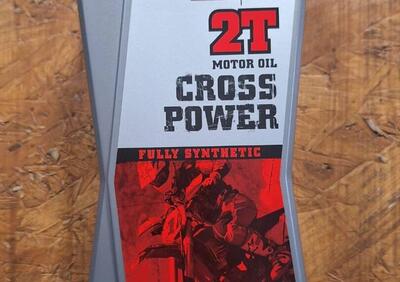 2T
MOTOR OIL
CROSS
POWER
FULLY SYNTHETIC